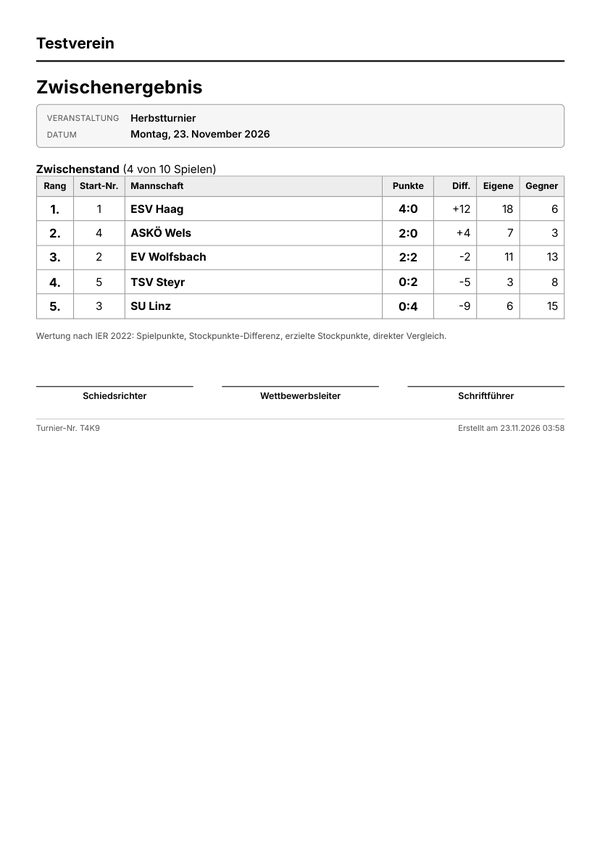 Testverein
Zwischenergebnis
VERANSTALTUNG Herbstturnier
DATUM Montag, 23. November 2026
Zwischenstand (4 von 10 Spielen)
Rang Start-Nr. Mannschaft Punkte Diff. Eigene Gegner
1. 1 ESV Haag 4:0 +12 18 6
2. 4 ASKÖ Wels 2:0 +4 7 3
3. 2 EV Wolfsbach 2:2 -2 11 13
4. 5 TSV Steyr 0:2 -5 3 8
5. 3 SU Linz 0:4 -9 6 15
Wertung nach IER 2022: Spielpunkte, Stockpunkte-Differenz, erzielte Stockpunkte, direkter Vergleich.
Schiedsrichter Wettbewerbsleiter Schriftführer
Turnier-Nr. T4K9 Erstellt am 23.11.2026 03:58